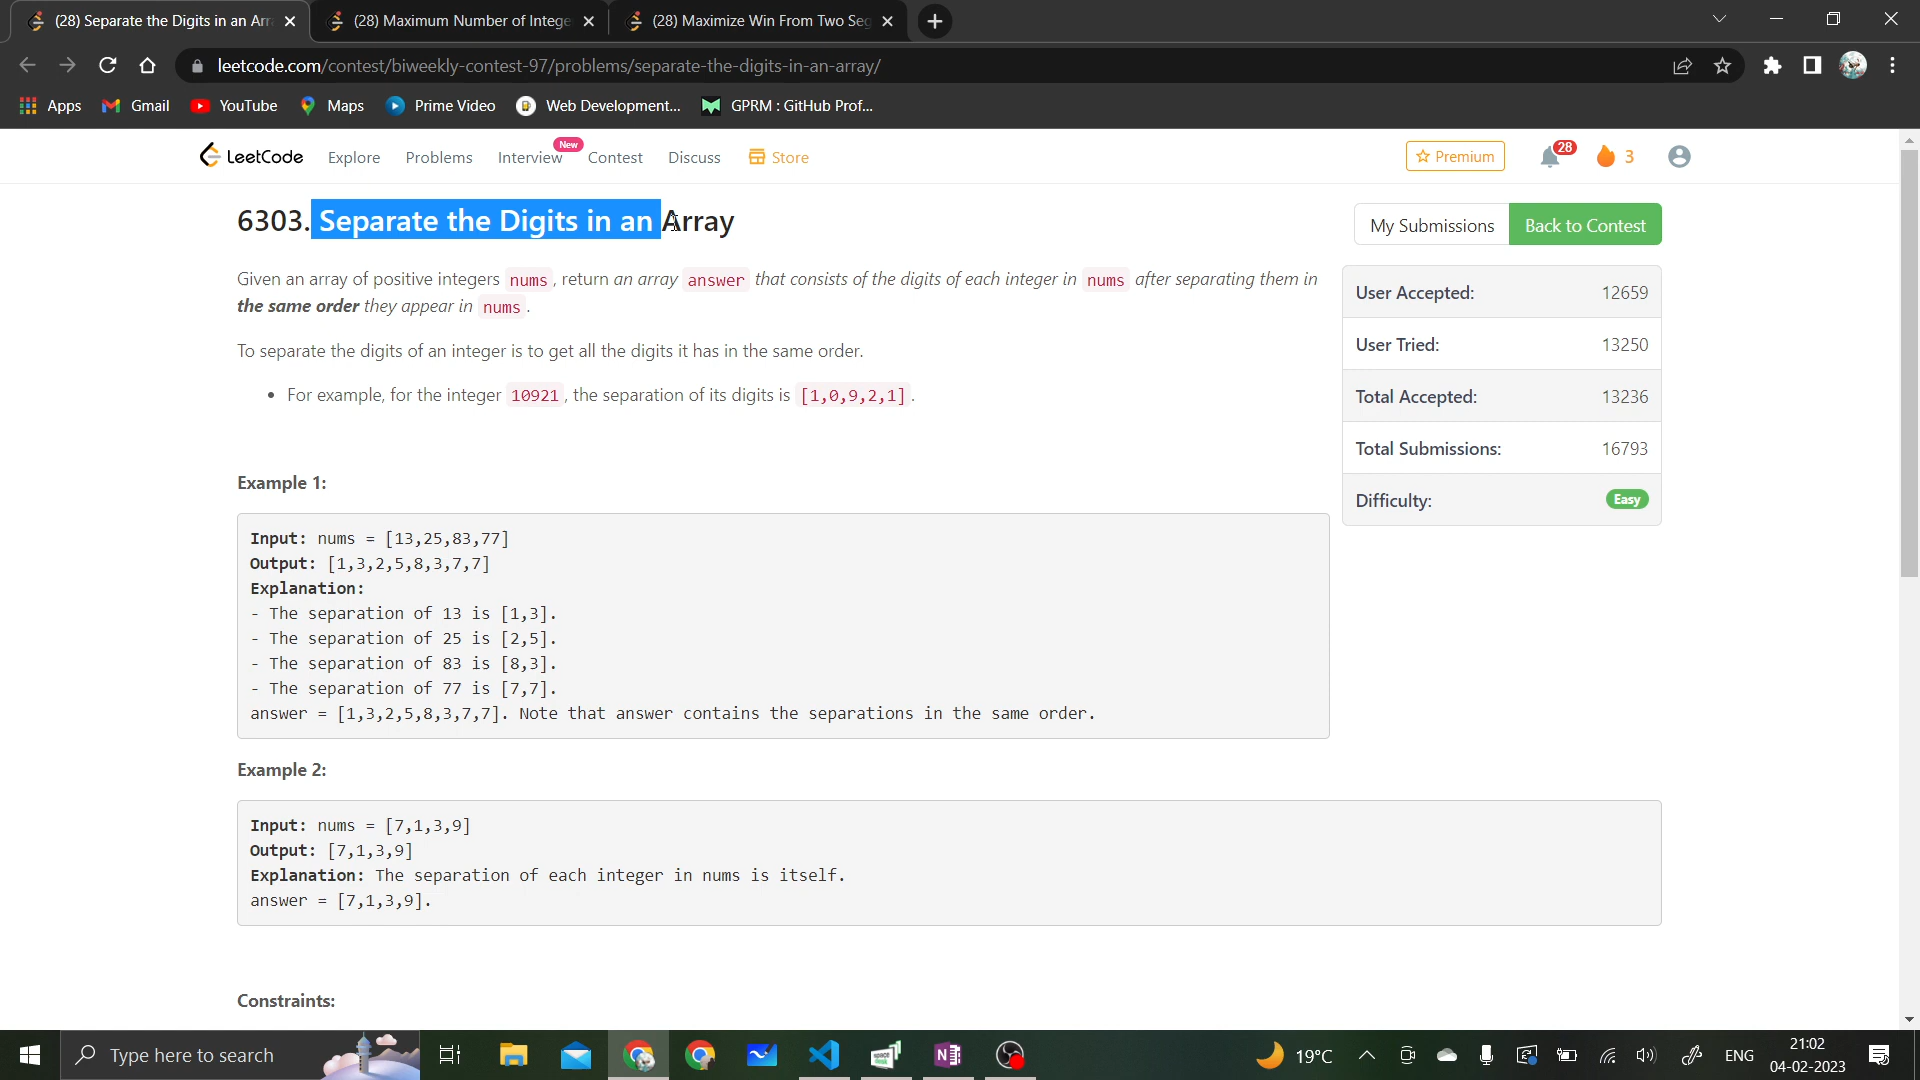 (28) Separate the Digits in an Arr
(28) Maximum Number of Intege
(28) Maximize Win From Two Seg
leetcode.com/contest/biweekly-contest-97/problems/separate-the-digits-in-an-array/
Apps Gmail YouTube Maps Prime Video Web Development... GPRM : GitHub Prof...
LeetCode Explore Problems Interview New Contest Discuss Store Premium 28 3
6303. Separate the Digits in an Array
My Submissions Back to Contest
Given an array of positive integers nums, return an array answer that consists of the digits of each integer in nums after separating them in
the same order they appear in nums.
To separate the digits of an integer is to get all the digits it has in the same order.
• For example, for the integer 10921, the separation of its digits is [1,0,9,2,1].
User Accepted: 12659
User Tried: 13250
Total Accepted: 13236
Total Submissions: 16793
Difficulty: Easy
Example 1:
Input: nums = [13,25,83,77]
Output: [1,3,2,5,8,3,7,7]
Explanation:
- The separation of 13 is [1,3].
- The separation of 25 is [2,5].
- The separation of 83 is [8,3].
- The separation of 77 is [7,7].
answer = [1,3,2,5,8,3,7,7]. Note that answer contains the separations in the same order.
Example 2:
Input: nums = [7,1,3,9]
Output: [7,1,3,9]
Explanation: The separation of each integer in nums is itself.
answer = [7,1,3,9].
Constraints:
Type here to search
19°C
ENG
21:02
04-02-2023